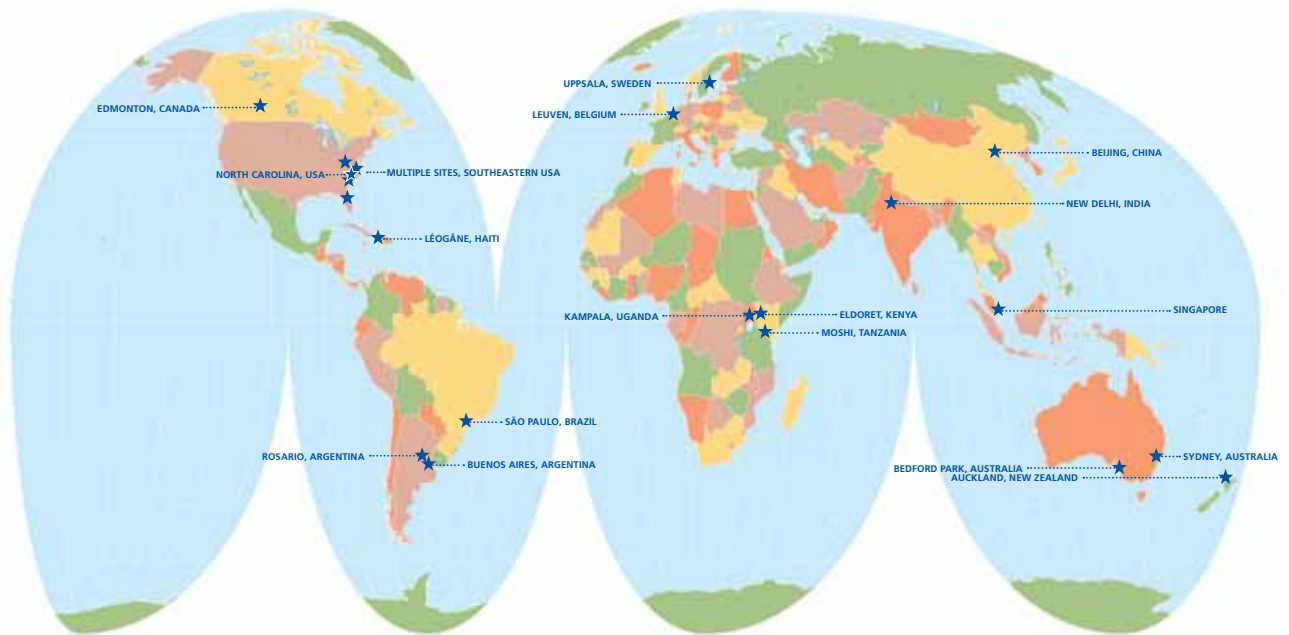 UPPSALA, SWEDEN
EDMONTON, CANADA
LEUVEN, BELGIUM
BEIJING, CHINA
NORTH CAROLINA, USA
MULTIPLE SITES, SOUTHEASTERN USA
NEW DELHI, INDIA
LÉOGÂNE, HAITI
SINGAPORE
KAMPALA, UGANDA
ELDORET, KENYA
MOSHI, TANZANIA
SÃO PAULO, BRAZIL
ROSARIO, ARGENTINA
BUENOS AIRES, ARGENTINA
SYDNEY, AUSTRALIA
BEDFORD PARK, AUSTRALIA
AUCKLAND, NEW ZEALAND